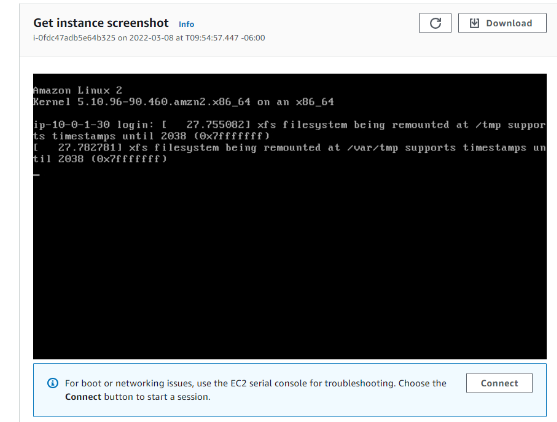 Get instance screenshot Info
i-0fdc47adb5e64b325 on 2022-03-08 at T09:54:57.447 -06:00
Download
Amazon Linux 2
Kernel 5.10.96-90.460.amzn2.x86_64 on an x86_64
ip-10-0-1-30 login: [   27.755082] xfs filesystem being remounted at /tmp suppor
ts timestamps until 2038 (0x7fffffff)
[   27.782781] xfs filesystem being remounted at /var/tmp supports timestamps un
til 2038 (0x7fffffff)
For boot or networking issues, use the EC2 serial console for troubleshooting. Choose the
Connect button to start a session.
Connect